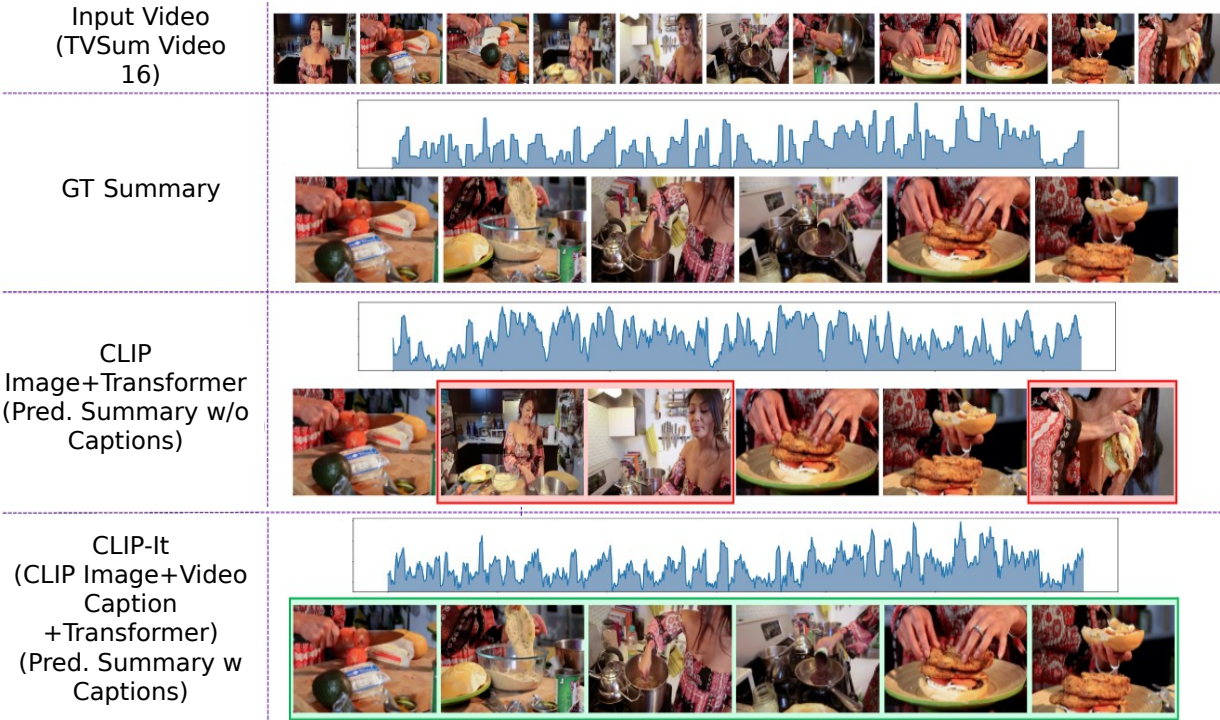 Input Video
(TVSum Video
16)
GT Summary
CLIP
Image+Transformer
(Pred. Summary w/o
Captions)
CLIP-It
(CLIP Image+Video
Caption
+Transformer)
(Pred. Summary w
Captions)